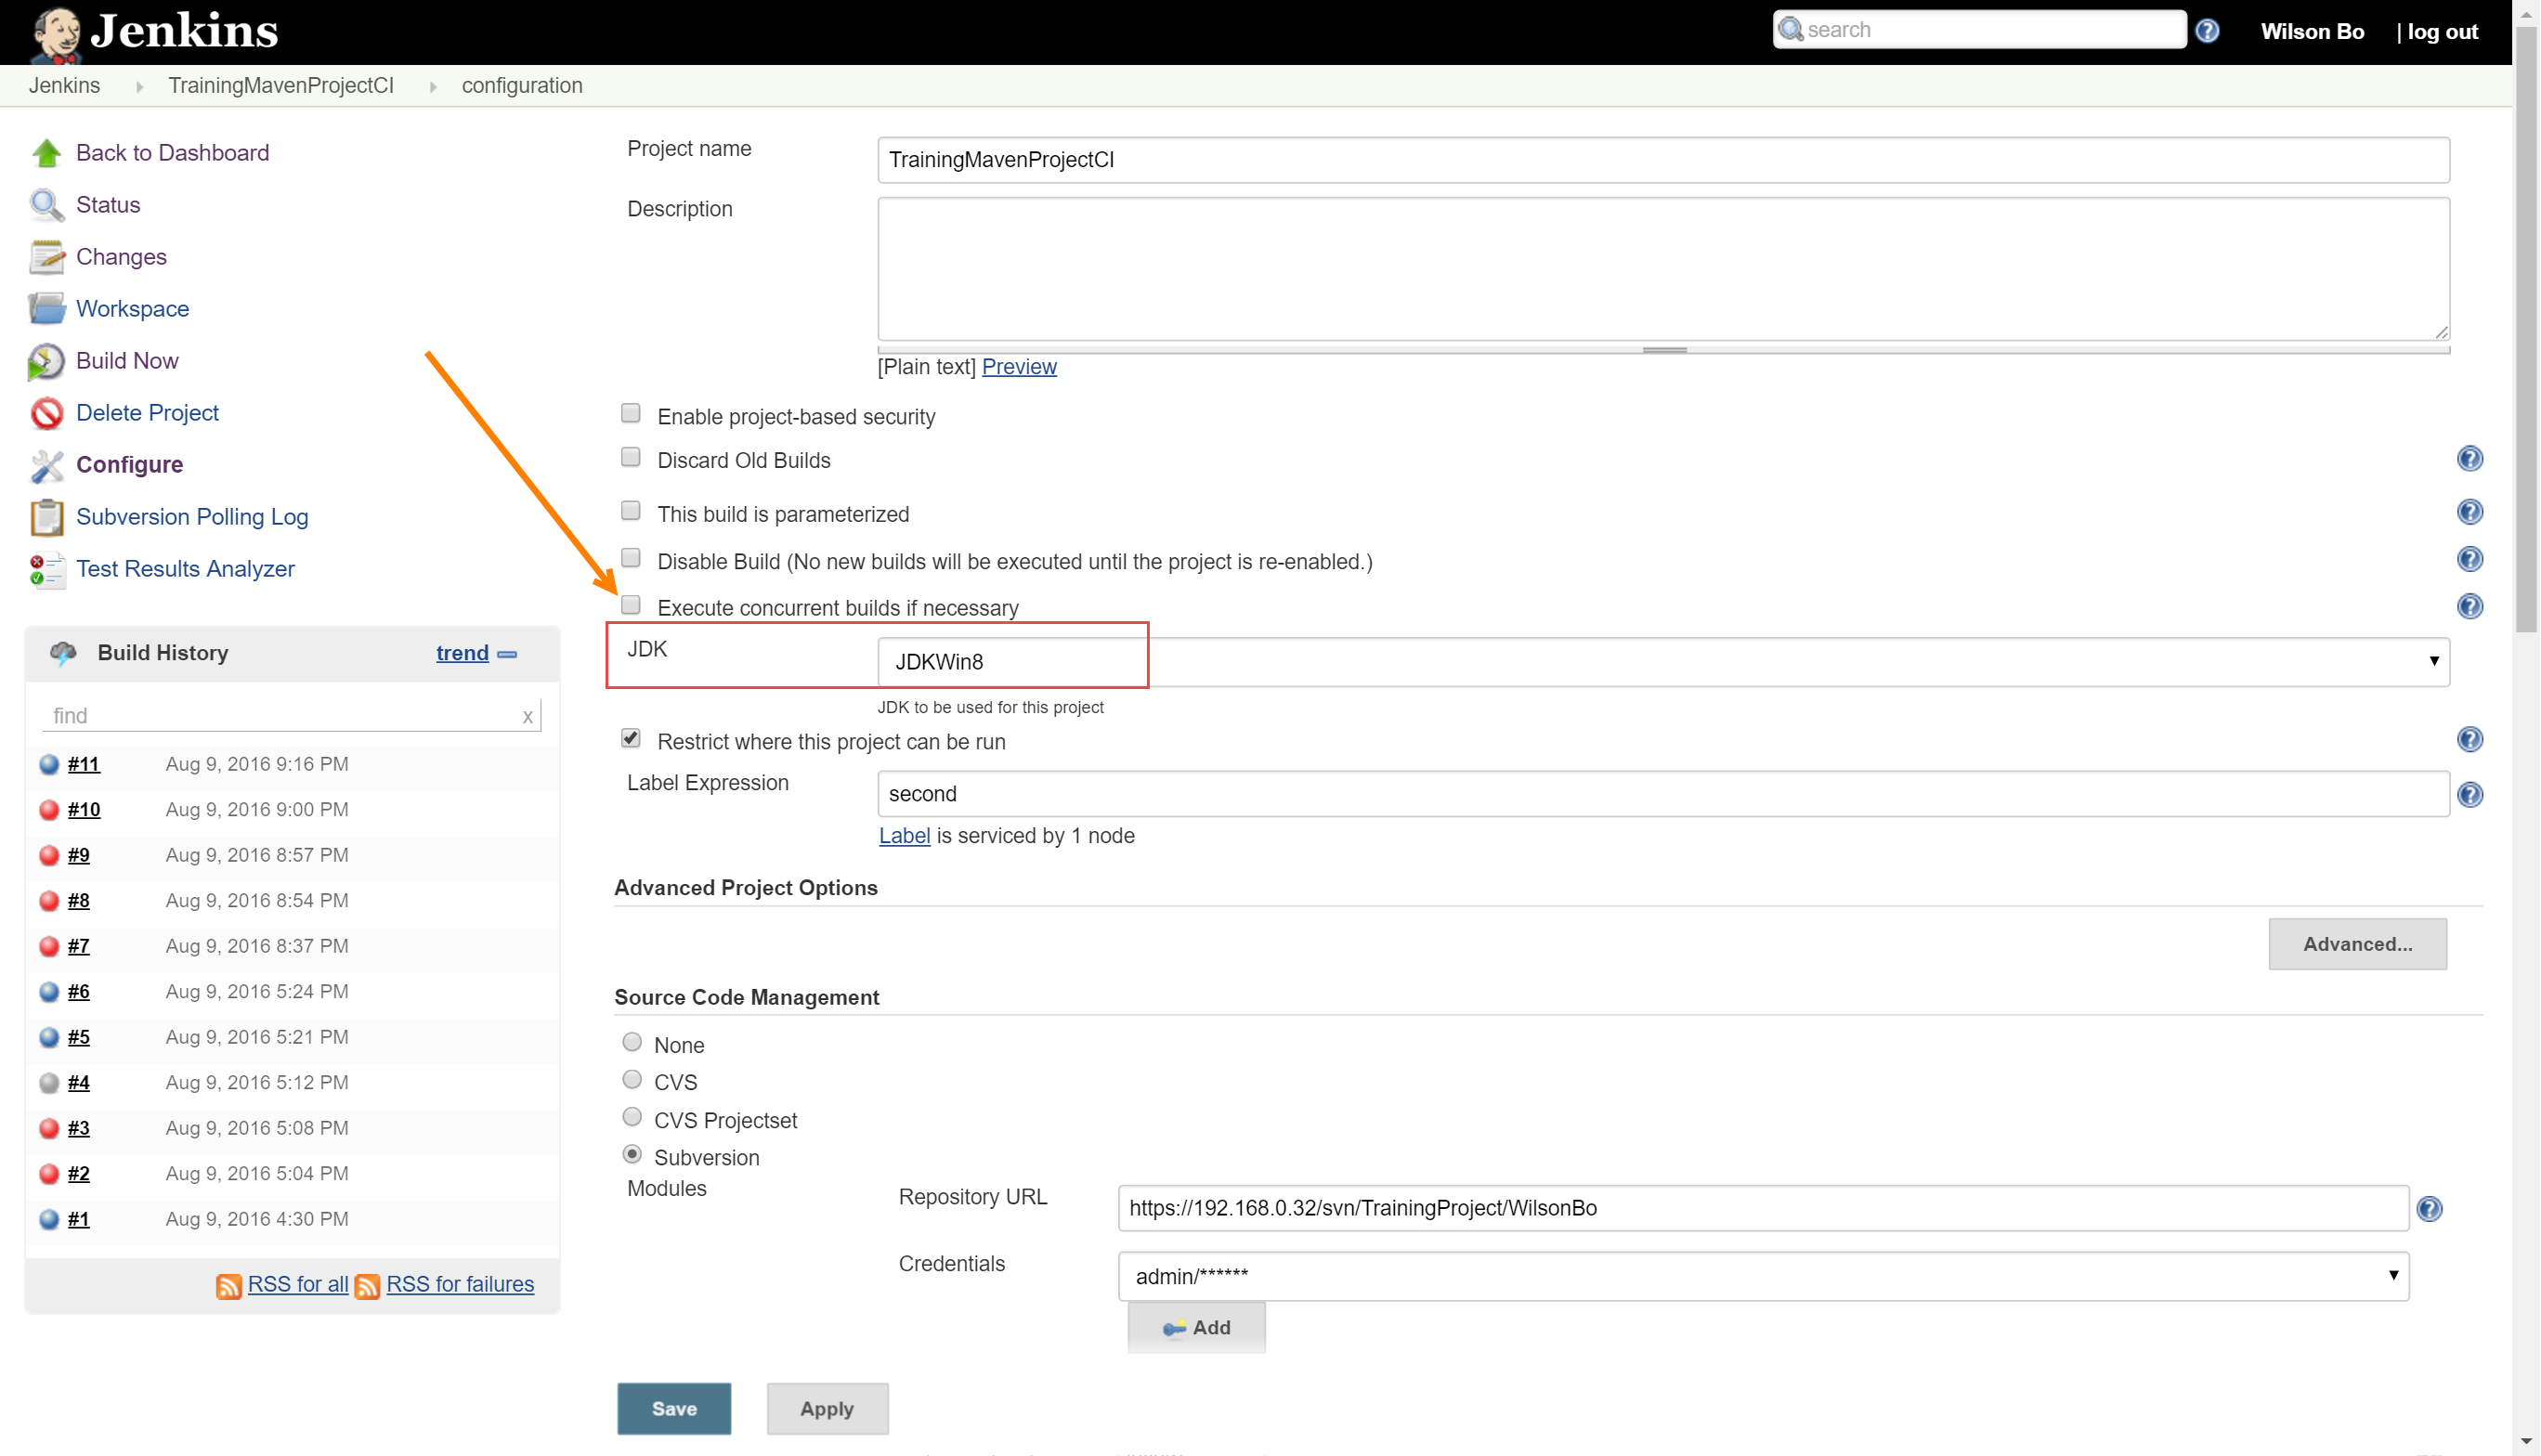 Jenkins
search
Wilson Bo | log out
Jenkins TrainingMavenProjectCI configuration
Back to Dashboard
Status
Changes
Workspace
Build Now
Delete Project
Configure
Subversion Polling Log
Test Results Analyzer
Build History trend
find x
#11 Aug 9, 2016 9:16 PM
#10 Aug 9, 2016 9:00 PM
#9 Aug 9, 2016 8:57 PM
#8 Aug 9, 2016 8:54 PM
#7 Aug 9, 2016 8:37 PM
#6 Aug 9, 2016 5:24 PM
#5 Aug 9, 2016 5:21 PM
#4 Aug 9, 2016 5:12 PM
#3 Aug 9, 2016 5:08 PM
#2 Aug 9, 2016 5:04 PM
#1 Aug 9, 2016 4:30 PM
RSS for all RSS for failures
Project name TrainingMavenProjectCI
Description
[Plain text] Preview
Enable project-based security
Discard Old Builds
This build is parameterized
Disable Build (No new builds will be executed until the project is re-enabled.)
Execute concurrent builds if necessary
JDK JDKWin8
JDK to be used for this project
Restrict where this project can be run
Label Expression second
Label is serviced by 1 node
Advanced Project Options
Advanced...
Source Code Management
None
CVS
CVS Projectset
Subversion
Modules
Repository URL https://192.168.0.32/svn/TrainingProject/WilsonBo
Credentials admin/******
Add
Save Apply